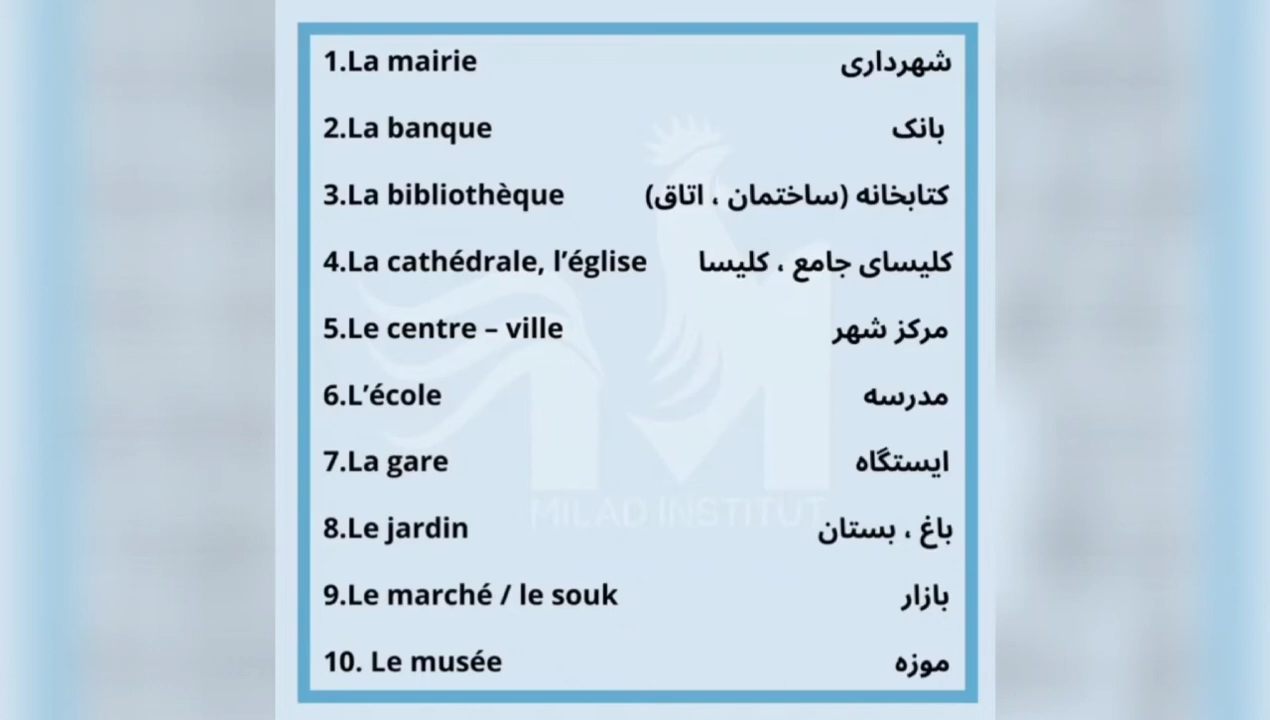 1.La mairie شهرداری
2.La banque بانک
3.La bibliothèque کتابخانه (ساختمان ، اتاق)
4.La cathédrale, l’église کلیسای جامع ، کلیسا
5.Le centre – ville مرکز شهر
6.L’école مدرسه
7.La gare ایستگاه
8.Le jardin باغ ، بستان
9.Le marché / le souk بازار
10. Le musée موزه
MILAD INSTITUT